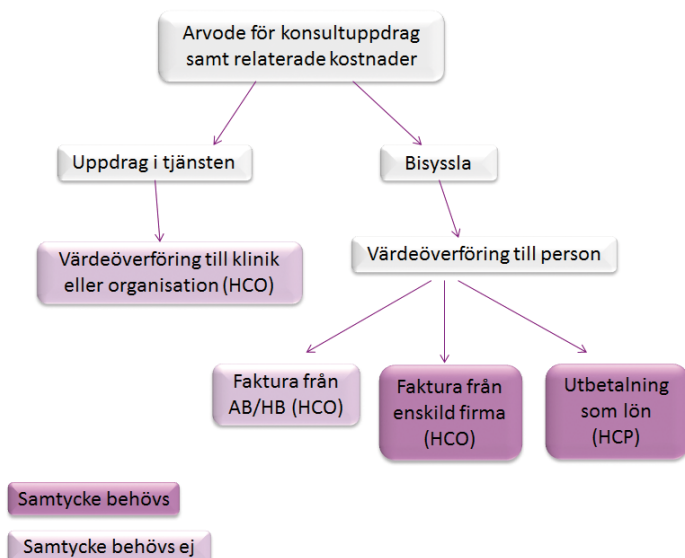 Arvode för konsultuppdrag
samt relaterade kostnader
Uppdrag i tjänsten
Bisyssla
Värdeöverföring till klinik
eller organisation (HCO)
Värdeöverföring till person
Faktura från
AB/HB (HCO)
Faktura från
enskild firma
(HCO)
Utbetalning
som lön
(HCP)
Samtycke behövs
Samtycke behövs ej